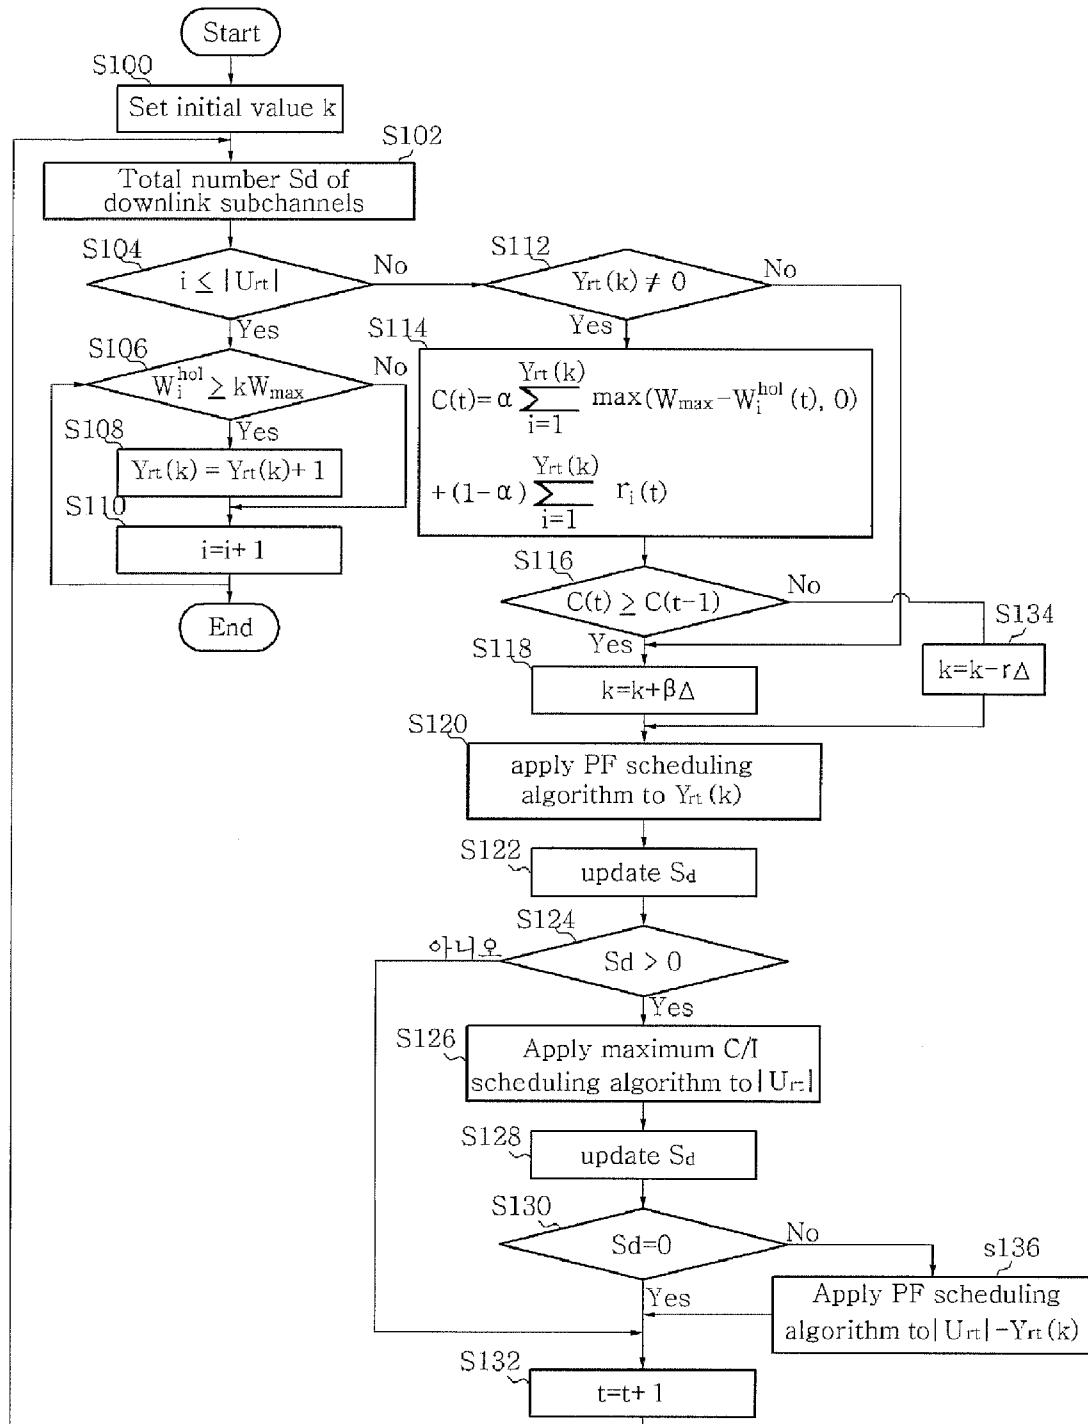 Start
S100
Set initial value k
S102
Total number Sd of
downlink subchannels
S104
i ≤ |Urt|
No
Yes
S106
Wi^hol ≥ kWmax
No
Yes
S108
Yrt(k) = Yrt(k)+1
S110
i=i+1
End
S112
Yrt(k) ≠ 0
No
Yes
S114
C(t)= α ∑_{i=1}^{Yrt(k)} max(Wmax-Wi^hol(t), 0)
+(1-α) ∑_{i=1}^{Yrt(k)} ri(t)
S116
C(t) ≥ C(t-1)
No
Yes
S134
k=k-rΔ
S118
k=k+βΔ
S120
apply PF scheduling
algorithm to Yrt(k)
S122
update Sd
S124
아니오
Sd > 0
Yes
S126
Apply maximum C/I
scheduling algorithm to |Urt|
S128
update Sd
S130
Sd=0
No
Yes
s136
Apply PF scheduling
algorithm to |Urt|-Yrt(k)
S132
t=t+1